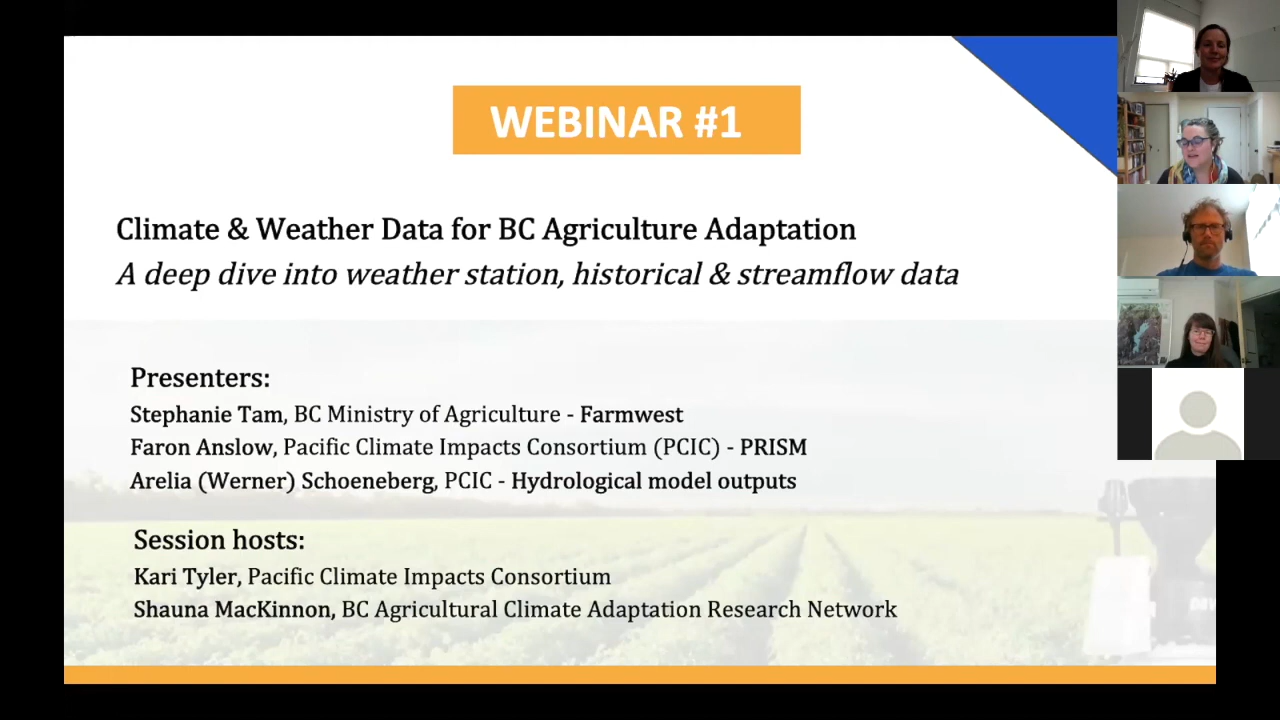 WEBINAR #1
Climate & Weather Data for BC Agriculture Adaptation
A deep dive into weather station, historical & streamflow data
Presenters:
Stephanie Tam, BC Ministry of Agriculture - Farmwest
Faron Anslow, Pacific Climate Impacts Consortium (PCIC) - PRISM
Arelia (Werner) Schoeneberg, PCIC - Hydrological model outputs
Session hosts:
Kari Tyler, Pacific Climate Impacts Consortium
Shauna MacKinnon, BC Agricultural Climate Adaptation Research Network